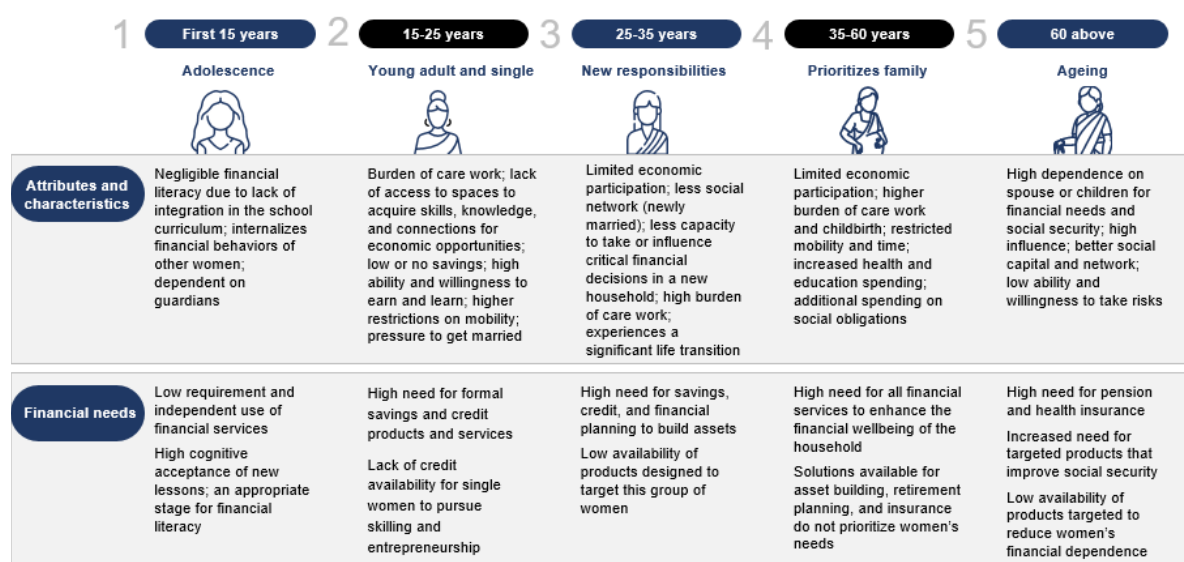 1 First 15 years
2 15-25 years
3 25-35 years
4 35-60 years
5 60 above
Adolescence
Young adult and single
New responsibilities
Prioritizes family
Ageing
Attributes and
characteristics
Negligible financial
literacy due to lack of
integration in the school
curriculum; internalizes
financial behaviors of
other women;
dependent on
guardians
Burden of care work; lack
of access to spaces to
acquire skills, knowledge,
and connections for
economic opportunities;
low or no savings; high
ability and willingness to
earn and learn; higher
restrictions on mobility;
pressure to get married
Limited economic
participation; less social
network (newly
married); less capacity
to take or influence
critical financial
decisions in a new
household; high burden
of care work;
experiences a
significant life transition
Limited economic
participation; higher
burden of care work
and childbirth; restricted
mobility and time;
increased health and
education spending;
additional spending on
social obligations
High dependence on
spouse or children for
financial needs and
social security; high
influence; better social
capital and network;
low ability and
willingness to take risks
Financial needs
Low requirement and
independent use of
financial services
High cognitive
acceptance of new
lessons; an appropriate
stage for financial
literacy
High need for formal
savings and credit
products and services
Lack of credit
availability for single
women to pursue
skilling and
entrepreneurship
High need for savings,
credit, and financial
planning to build assets
Low availability of
products designed to
target this group of
women
High need for all financial
services to enhance the
financial wellbeing of the
household
Solutions available for
asset building, retirement
planning, and insurance
do not prioritize women's
needs
High need for pension
and health insurance
Increased need for
targeted products that
improve social security
Low availability of
products targeted to
reduce women's
financial dependence